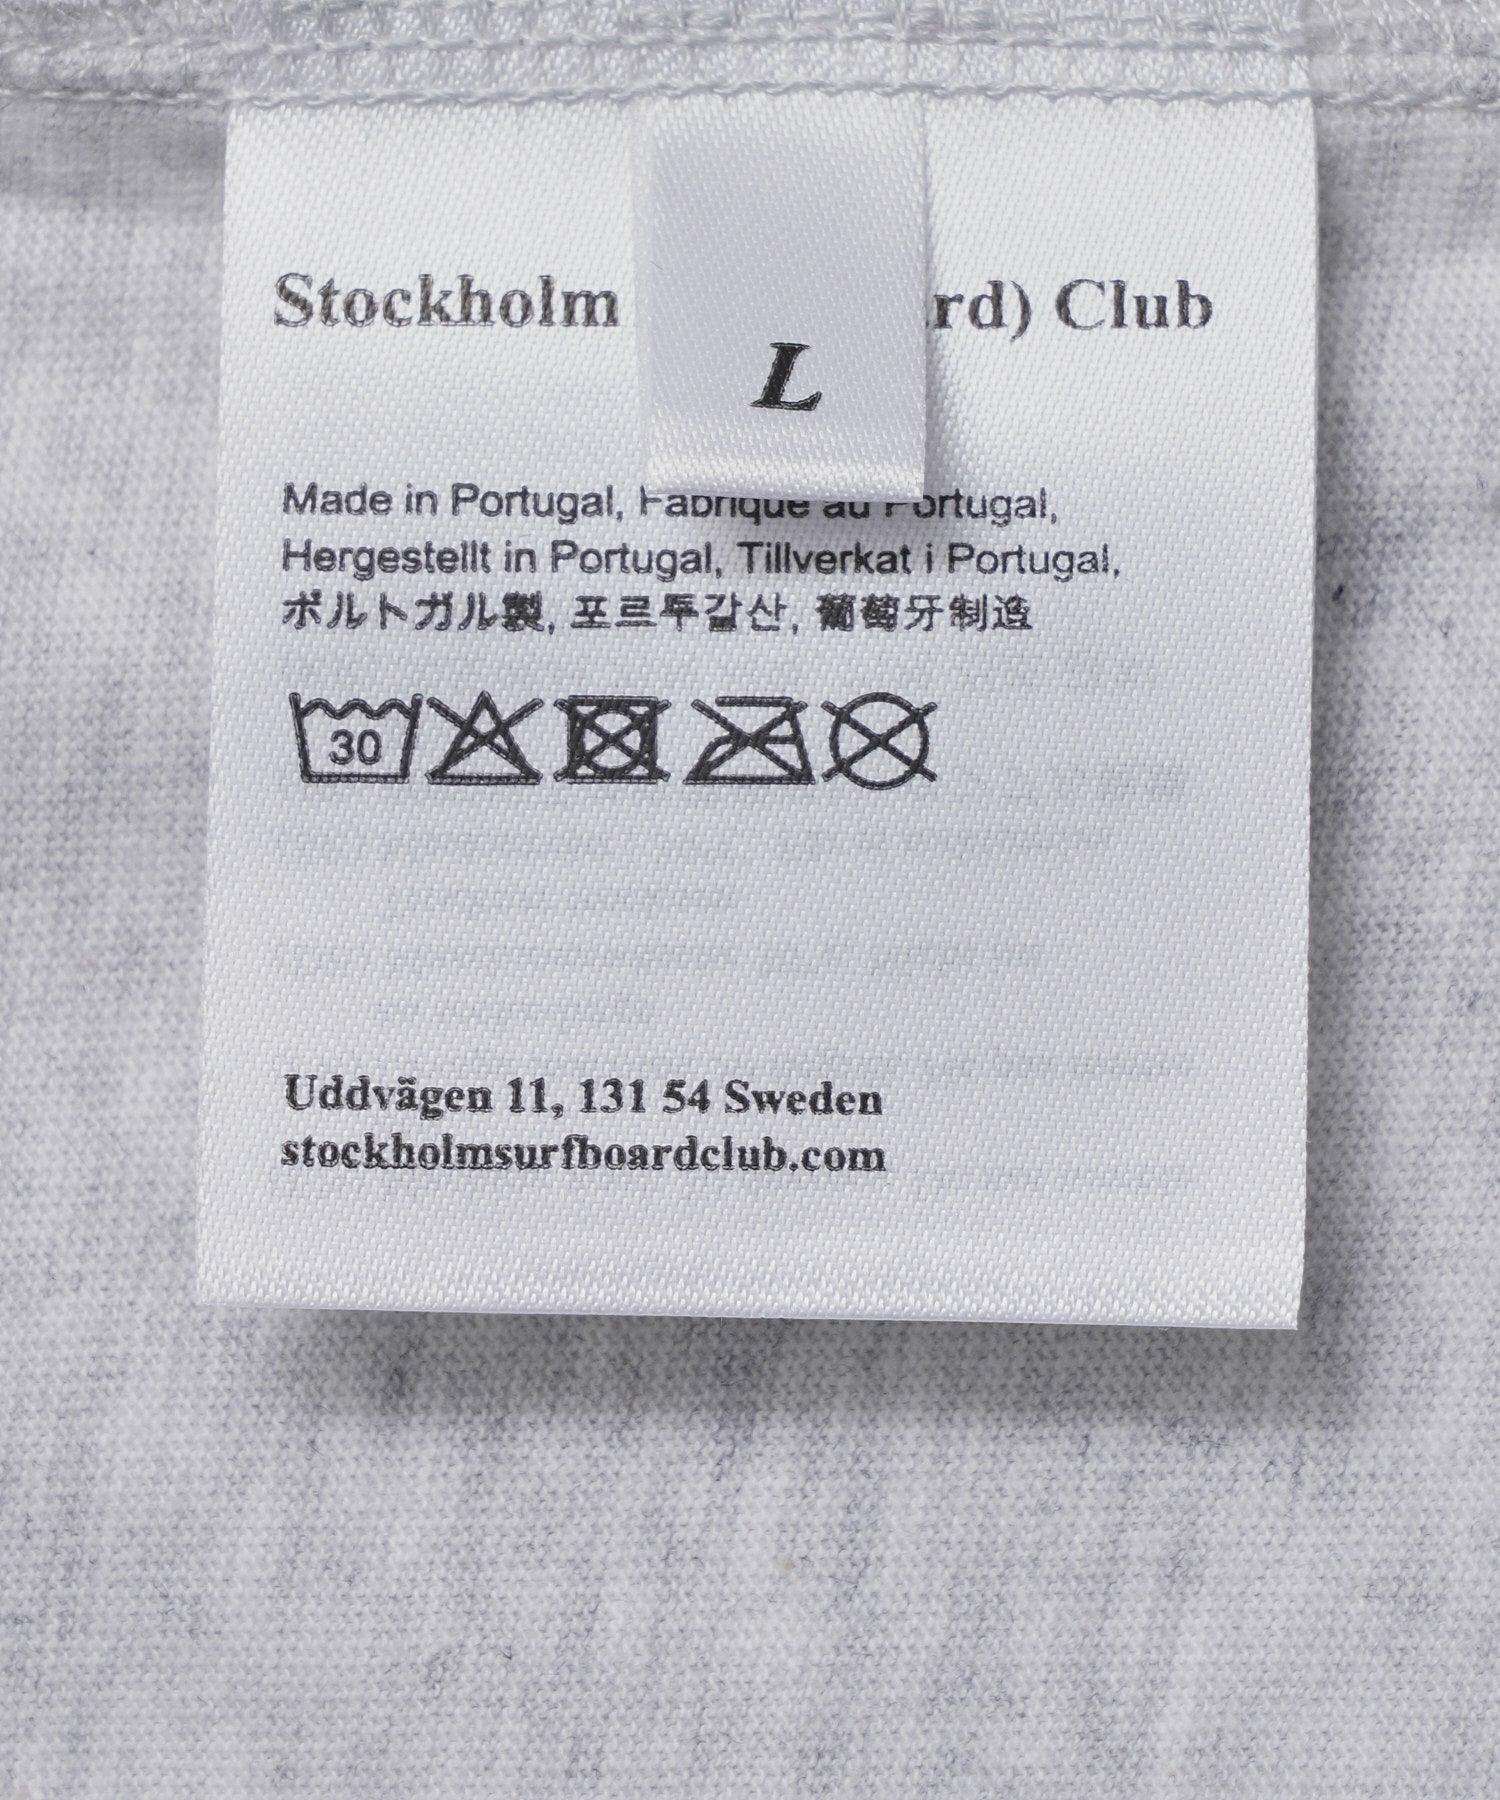 Stockholm rd) Club
L
Made in Portugal, Fabriqué au Portugal,
Hergestellt in Portugal, Tillverkat i Portugal,
ポルトガル製, 포르투갈산, 葡萄牙制造
30
Uddvägen 11, 131 54 Sweden
stockholmsurfboardclub.com